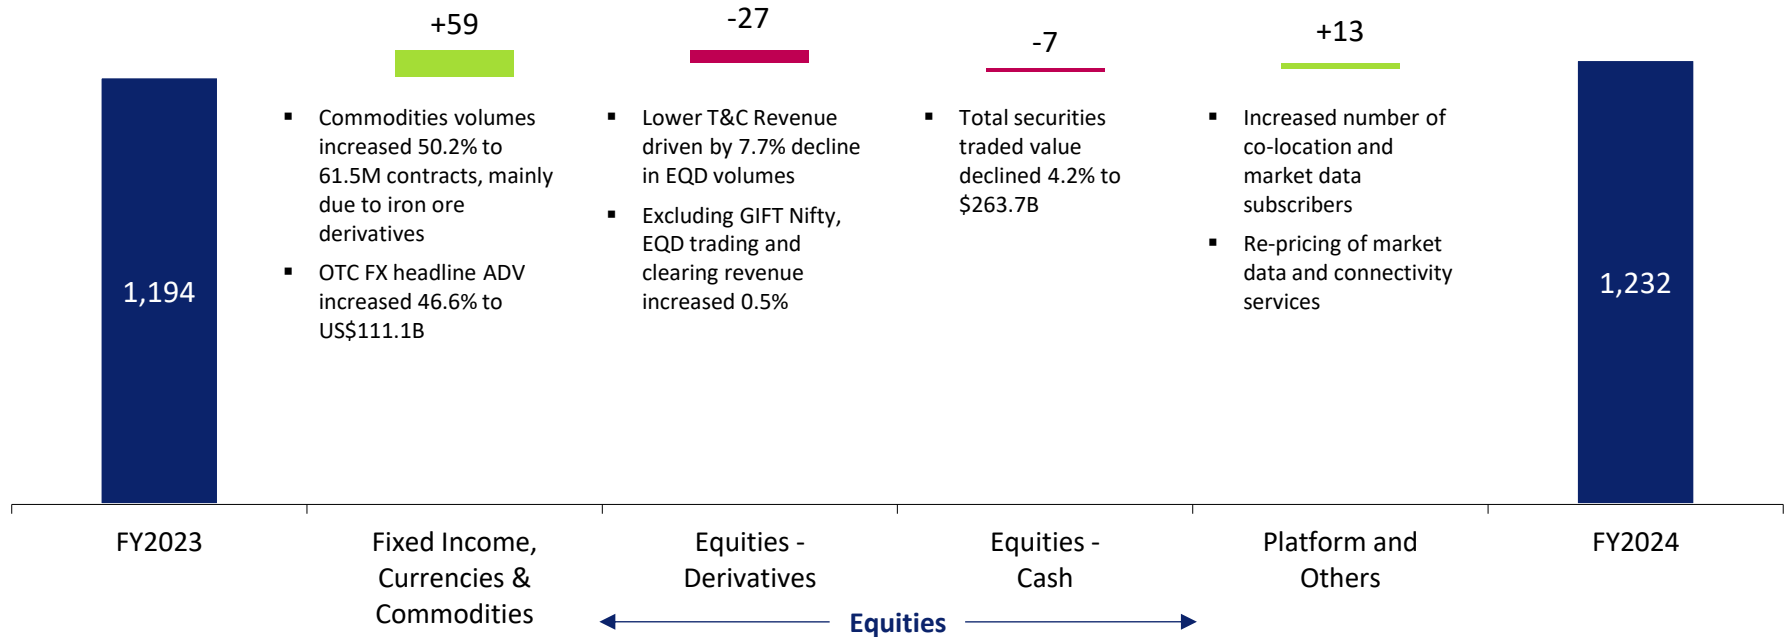 +59
-27
-7
+13
▪ Commodities volumes
increased 50.2% to
61.5M contracts, mainly
due to iron ore
derivatives
▪ OTC FX headline ADV
increased 46.6% to
US$111.1B
▪ Lower T&C Revenue
driven by 7.7% decline
in EQD volumes
▪ Excluding GIFT Nifty,
EQD trading and
clearing revenue
increased 0.5%
▪ Total securities
traded value
declined 4.2% to
$263.7B
▪ Increased number of
co-location and
market data
subscribers
▪ Re-pricing of market
data and connectivity
services
1,194
1,232
FY2023
Fixed Income,
Currencies &
Commodities
Equities -
Derivatives
Equities -
Cash
Platform and
Others
FY2024
Equities